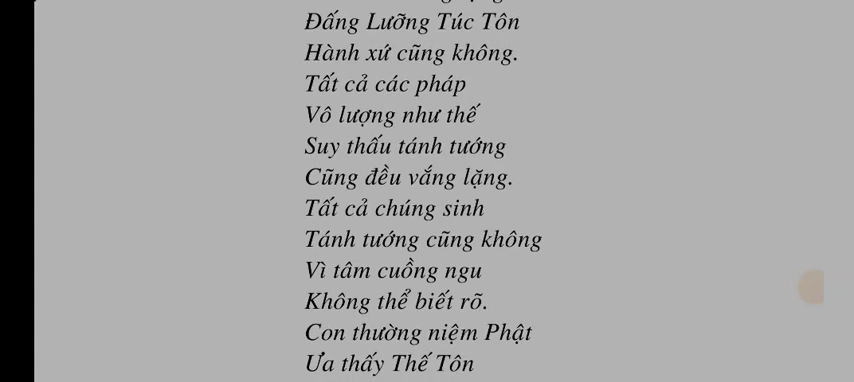 Đấng Lưỡng Túc Tôn
Hành xứ cũng không.
Tất cả các pháp
Vô lượng như thế
Suy thấu tánh tướng
Cũng đều vắng lặng.
Tất cả chúng sinh
Tánh tướng cũng không
Vì tâm cuồng ngu
Không thể biết rõ.
Con thường niệm Phật
Ưa thấy Thế Tôn